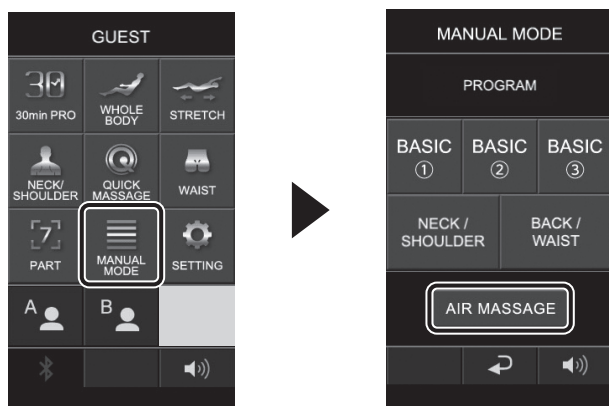 GUEST
30
30min PRO
WHOLE
BODY
STRETCH
NECK/
SHOULDER
QUICK
MASSAGE
WAIST
7
PART
MANUAL
MODE
SETTING
A
B
MANUAL MODE
PROGRAM
BASIC
①
BASIC
②
BASIC
③
NECK /
SHOULDER
BACK /
WAIST
AIR MASSAGE